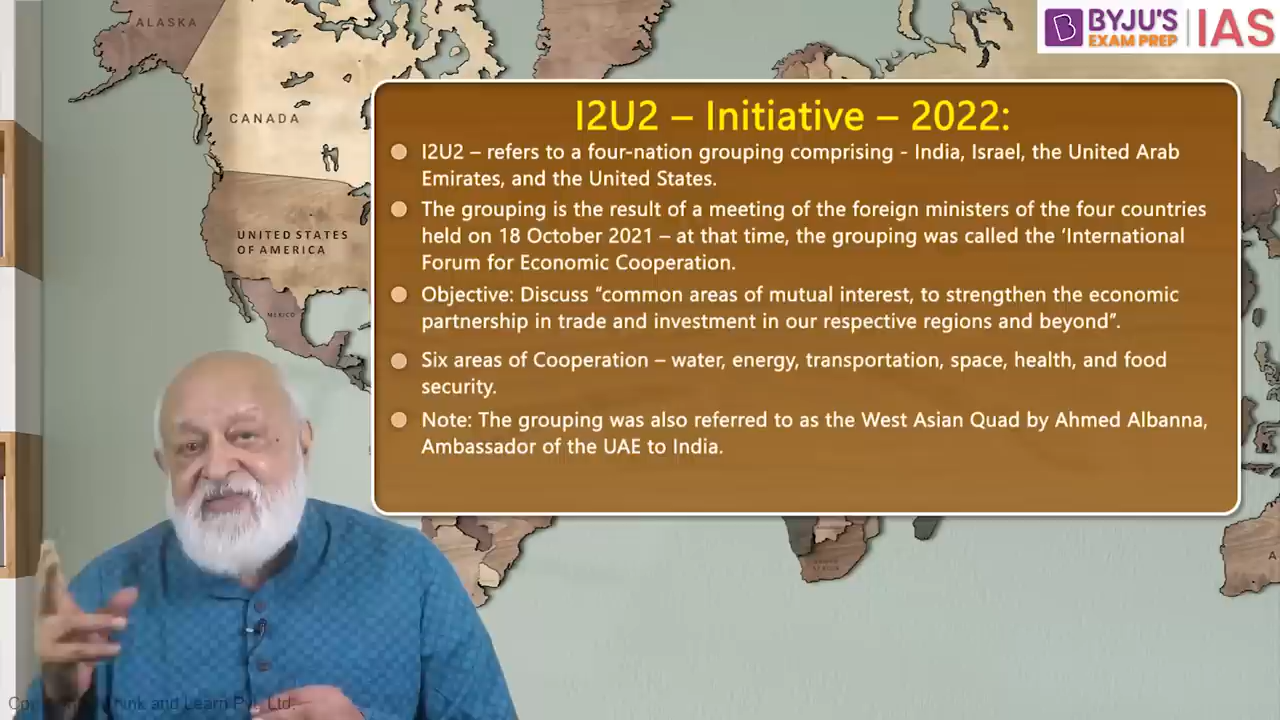 ALASKA
CANADA
UNITED STATES
OF AMERICA
MEXICO
BYJU'S
EXAM PREP
IAS
I2U2 – Initiative – 2022:
I2U2 – refers to a four-nation grouping comprising - India, Israel, the United Arab
Emirates, and the United States.
The grouping is the result of a meeting of the foreign ministers of the four countries
held on 18 October 2021 – at that time, the grouping was called the ‘International
Forum for Economic Cooperation.
Objective: Discuss “common areas of mutual interest, to strengthen the economic
partnership in trade and investment in our respective regions and beyond”.
Six areas of Cooperation – water, energy, transportation, space, health, and food
security.
Note: The grouping was also referred to as the West Asian Quad by Ahmed Albanna,
Ambassador of the UAE to India.
and Learn Pvt. Ltd.